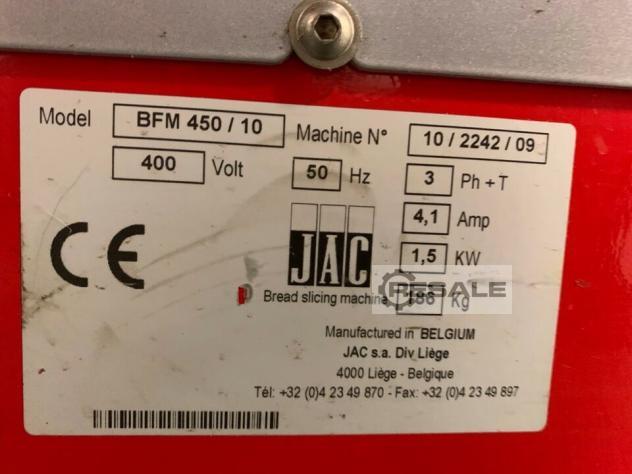 Model BFM 450 / 10 Machine N° 10 / 2242 / 09
400 Volt 50 Hz 3 Ph + T
4,1 Amp
CE JAC 1,5 KW
RESALE
Bread slicing machine 186 Kg
Manufactured in BELGIUM
JAC s.a. Div Liège
4000 Liège - Belgique
Tél: +32 (0)4 23 49 870 - Fax: +32 (0)4 23 49 897